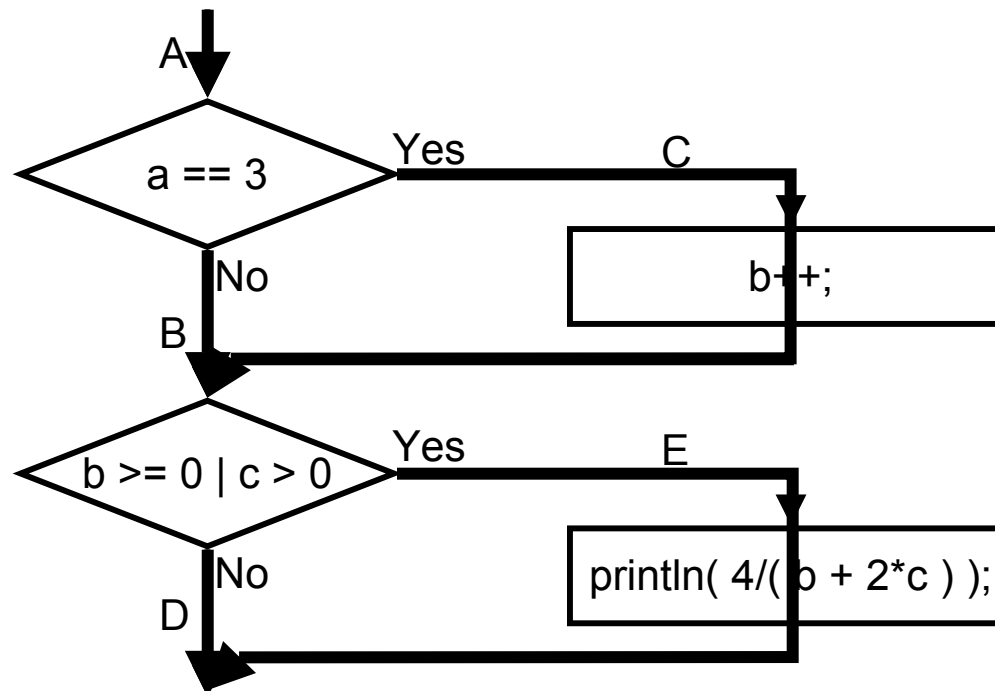 A
a == 3
Yes
C
No
b++;
B
b >= 0 | c > 0
Yes
E
No
println( 4/( b + 2*c ) );
D